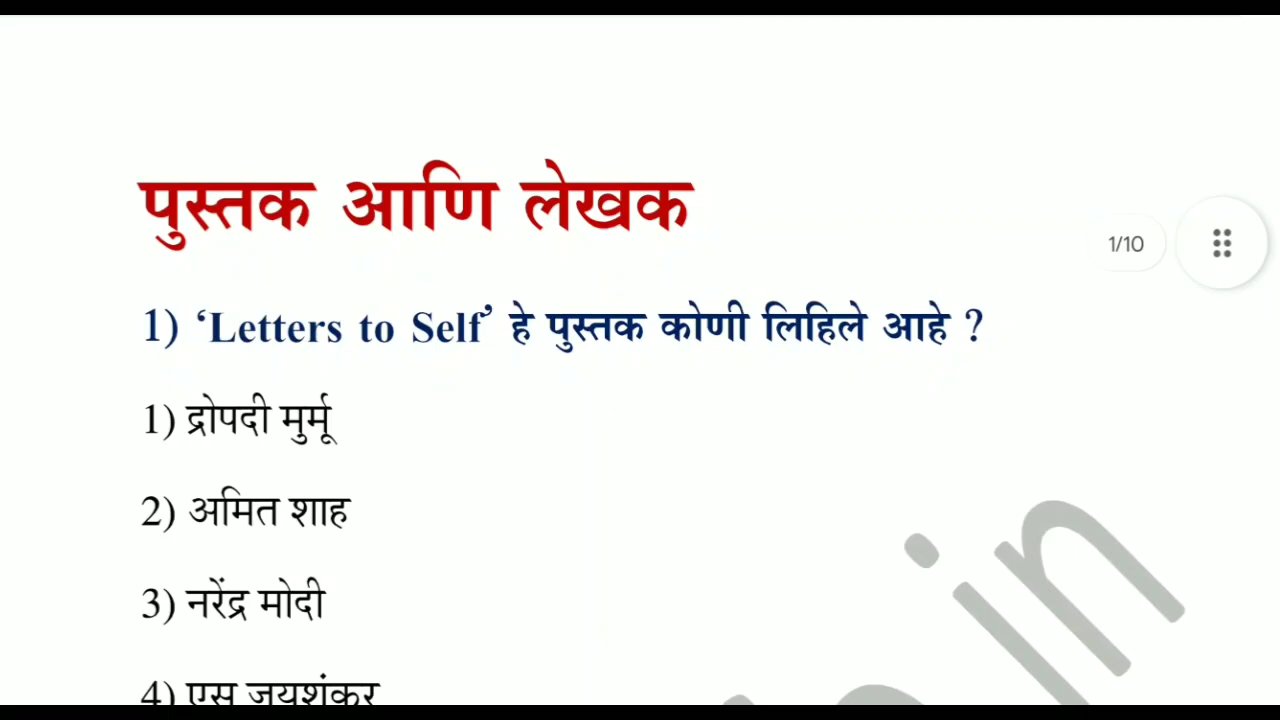 पुस्तक आणि लेखक
1/10
1) ‘Letters to Self’ हे पुस्तक कोणी लिहिले आहे ?
1) द्रोपदी मुर्मू
2) अमित शाह
3) नरेंद्र मोदी
4) एस जयशंकर
in